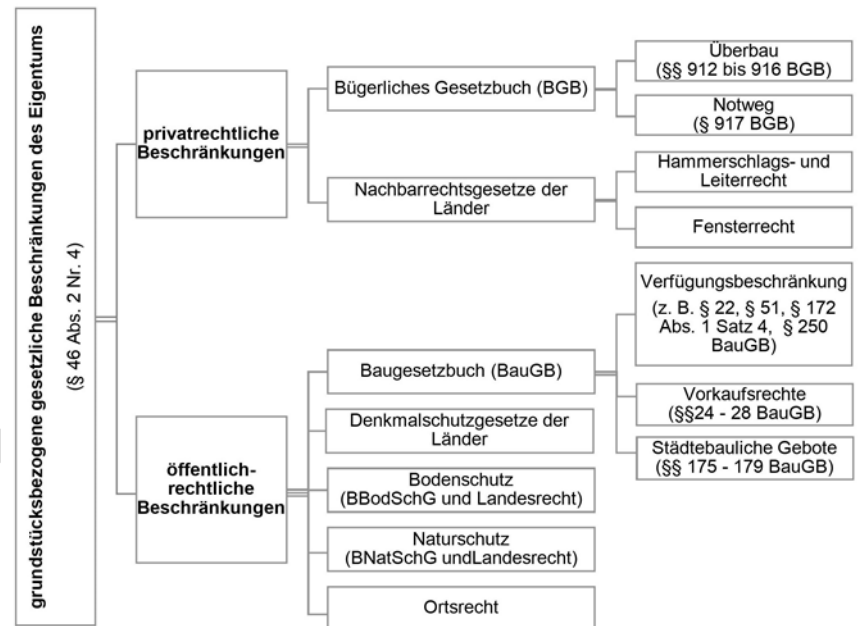 grundstücksbezogene gesetzliche Beschränkungen des Eigentums
(§ 46 Abs. 2 Nr. 4)
privatrechtliche
Beschränkungen
Bügerliches Gesetzbuch (BGB)
Überbau
(§§ 912 bis 916 BGB)
Notweg
(§ 917 BGB)
Nachbarrechtsgesetze der
Länder
Hammerschlags- und
Leiterrecht
Fensterrecht
öffentlich-
rechtliche
Beschränkungen
Baugesetzbuch (BauGB)
Verfügungsbeschränkung
(z. B. § 22, § 51, § 172
Abs. 1 Satz 4, § 250
BauGB)
Vorkaufsrechte
(§§24 - 28 BauGB)
Städtebauliche Gebote
(§§ 175 - 179 BauGB)
Denkmalschutzgesetze der
Länder
Bodenschutz
(BBodSchG und Landesrecht)
Naturschutz
(BNatSchG undLandesrecht)
Ortsrecht